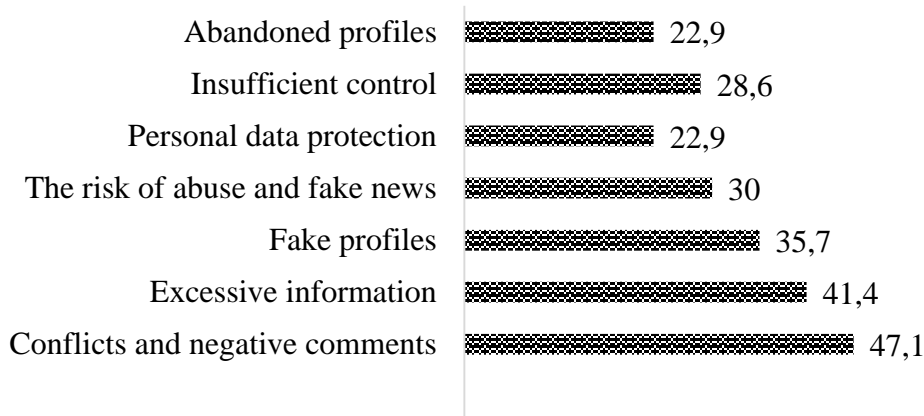 Abandoned profiles 22,9
Insufficient control 28,6
Personal data protection 22,9
The risk of abuse and fake news 30
Fake profiles 35,7
Excessive information 41,4
Conflicts and negative comments 47,1